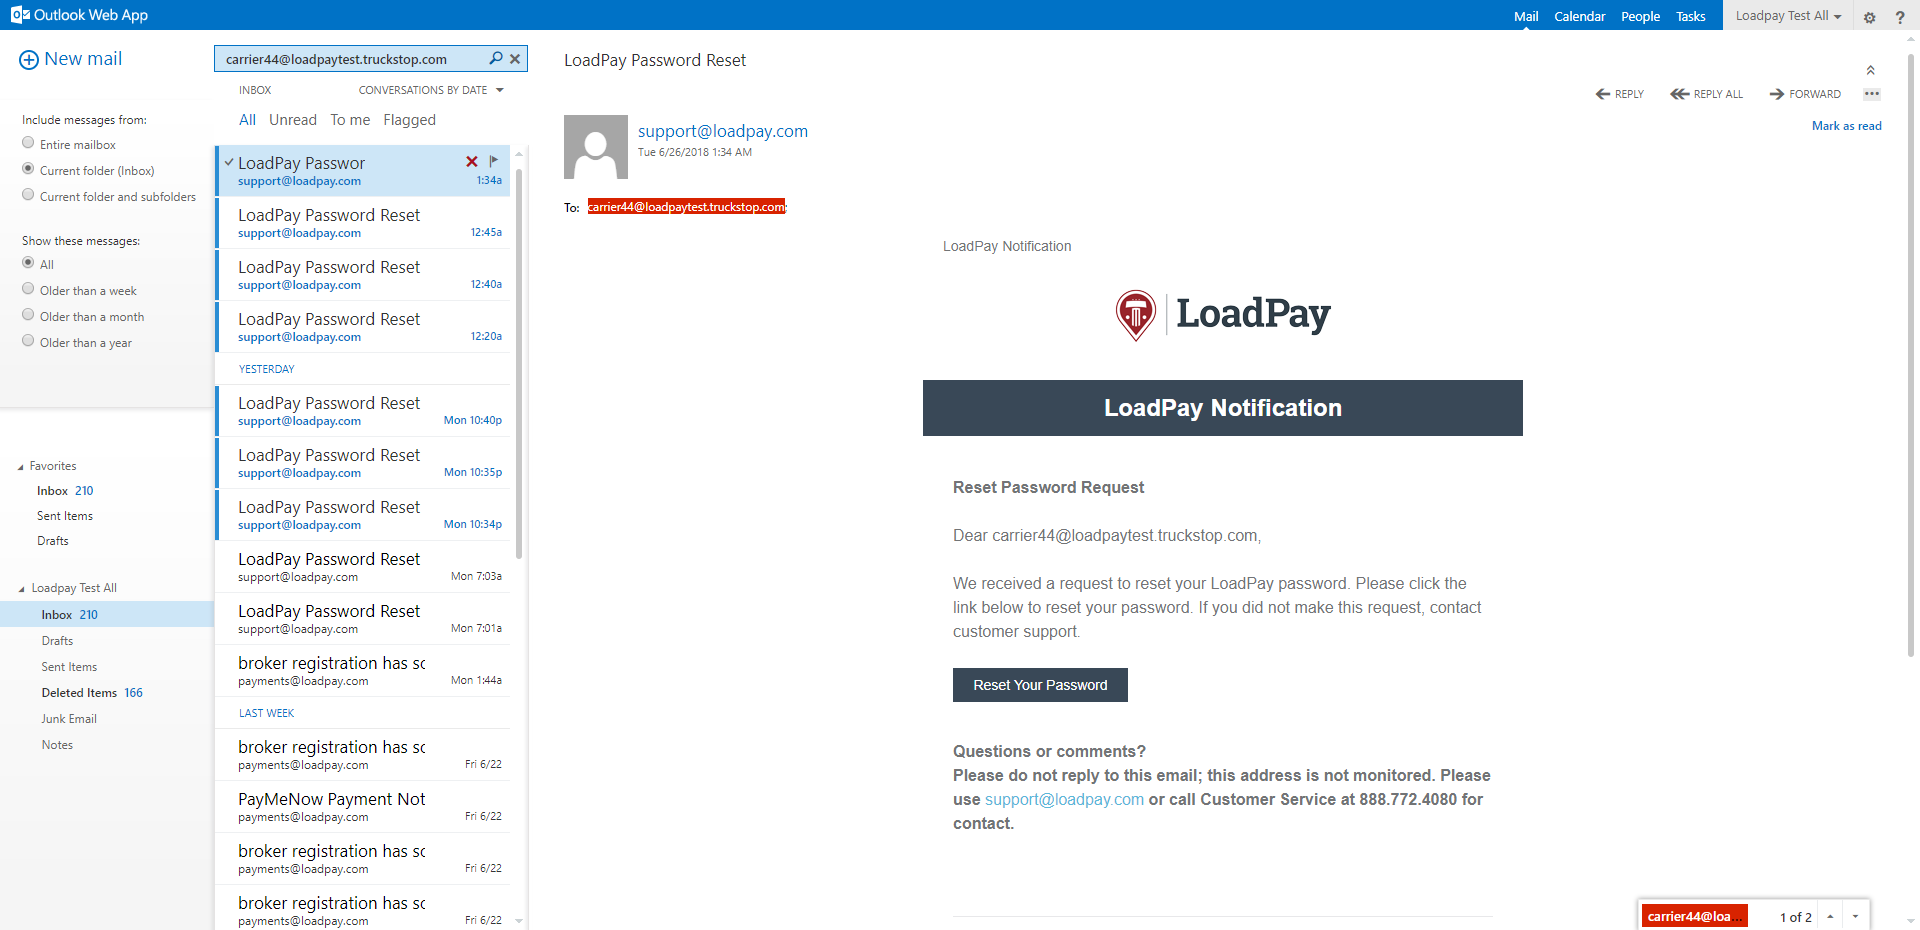 Outlook Web App
Mail Calendar People Tasks Loadpay Test All ?
New mail
Include messages from:
Entire mailbox
Current folder (Inbox)
Current folder and subfolders
Show these messages:
All
Older than a week
Older than a month
Older than a year
Favorites
Inbox 210
Sent Items
Drafts
Loadpay Test All
Inbox 210
Drafts
Sent Items
Deleted Items 166
Junk Email
Notes
carrier44@loadpaytest.truckstop.com
INBOX CONVERSATIONS BY DATE
All Unread To me Flagged
LoadPay Passwor
support@loadpay.com 1:34a
LoadPay Password Reset
support@loadpay.com 12:45a
LoadPay Password Reset
support@loadpay.com 12:40a
LoadPay Password Reset
support@loadpay.com 12:20a
YESTERDAY
LoadPay Password Reset
support@loadpay.com Mon 10:40p
LoadPay Password Reset
support@loadpay.com Mon 10:35p
LoadPay Password Reset
support@loadpay.com Mon 10:34p
LoadPay Password Reset
support@loadpay.com Mon 7:03a
LoadPay Password Reset
support@loadpay.com Mon 7:01a
broker registration has sc
payments@loadpay.com Mon 1:44a
LAST WEEK
broker registration has sc
payments@loadpay.com Fri 6/22
PayMeNow Payment Not
payments@loadpay.com Fri 6/22
broker registration has sc
payments@loadpay.com Fri 6/22
broker registration has sc
payments@loadpay.com Fri 6/22
LoadPay Password Reset
REPLY REPLY ALL FORWARD ...
Mark as read
support@loadpay.com
Tue 6/26/2018 1:34 AM
To: carrier44@loadpaytest.truckstop.com;
LoadPay Notification
LoadPay
LoadPay Notification
Reset Password Request
Dear carrier44@loadpaytest.truckstop.com,
We received a request to reset your LoadPay password. Please click the
link below to reset your password. If you did not make this request, contact
customer support.
Reset Your Password
Questions or comments?
Please do not reply to this email; this address is not monitored. Please
use support@loadpay.com or call Customer Service at 888.772.4080 for
contact.
carrier44@loa... 1 of 2